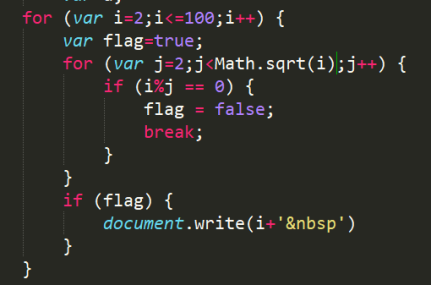 for (var i=2;i<=100;i++) {
var flag=true;
for (var j=2;j<Math.sqrt(i);j++) {
if (i%j == 0) {
flag = false;
break;
}
}
if (flag) {
document.write(i+'&nbsp')
}
}